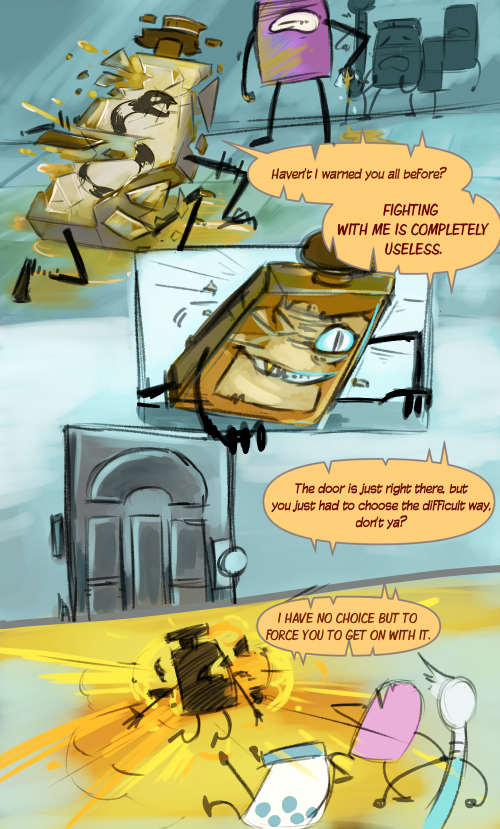 Haven't I warned you all before?
FIGHTING
WITH ME IS COMPLETELY
USELESS.
The door is just right there, but
you just had to choose the difficult way,
don't ya?
I HAVE NO CHOICE BUT TO
FORCE YOU TO GET ON WITH IT.